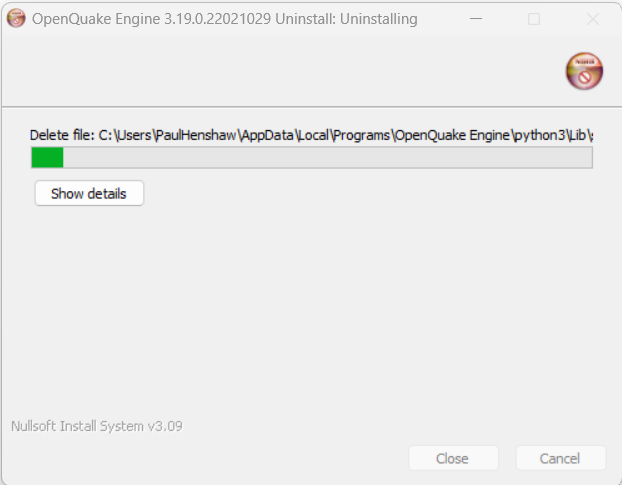 OpenQuake Engine 3.19.0.22021029 Uninstall: Uninstalling
Delete file: C:\Users\PaulHenshaw\AppData\Local\Programs\OpenQuake Engine\python3\Lib\
Show details
Nullsoft Install System v3.09
Close
Cancel